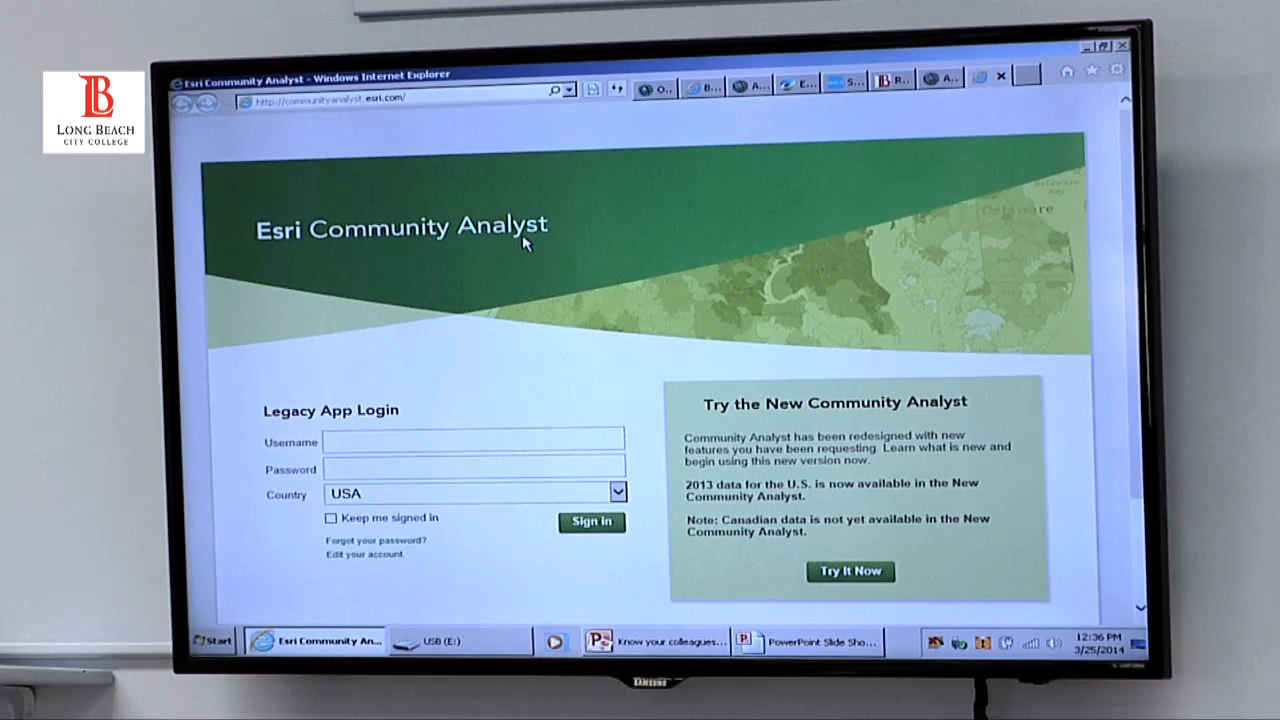 LB
LONG BEACH
CITY COLLEGE
Esri Community Analyst - Windows Internet Explorer
http://communityanalyst.esri.com/
O..
B...
A...
E...
S...
R..
A..
Esri Community Analyst
Delaware Bay
Delaware
Legacy App Login
Username
Password
Country
USA
Keep me signed in
Sign in
Forgot your password?
Edit your account.
Try the New Community Analyst
Community Analyst has been redesigned with new
features you have been requesting. Learn what is new and
begin using this new version now.
2013 data for the U.S. is now available in the New
Community Analyst.
Note: Canadian data is not yet available in the New
Community Analyst.
Try It Now
Start
Esri Community An...
USB (E:)
Know your colleagues...
PowerPoint Slide Sho...
12:36 PM
3/25/2014
SAMSUNG